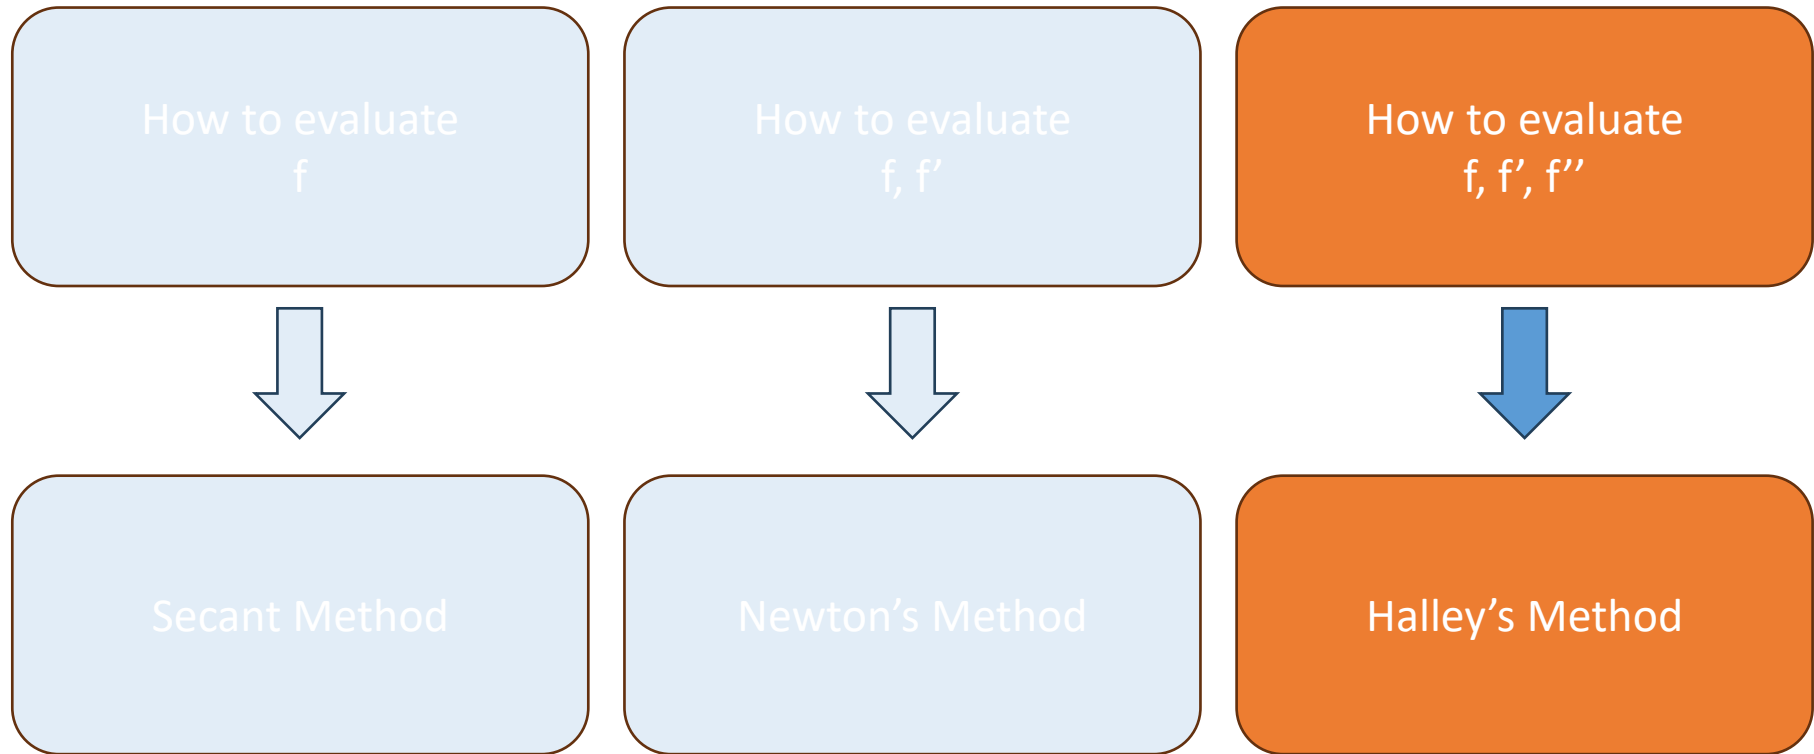 How to evaluate
f
How to evaluate
f, f’
How to evaluate
f, f’, f’’
Secant Method
Newton’s Method
Halley’s Method